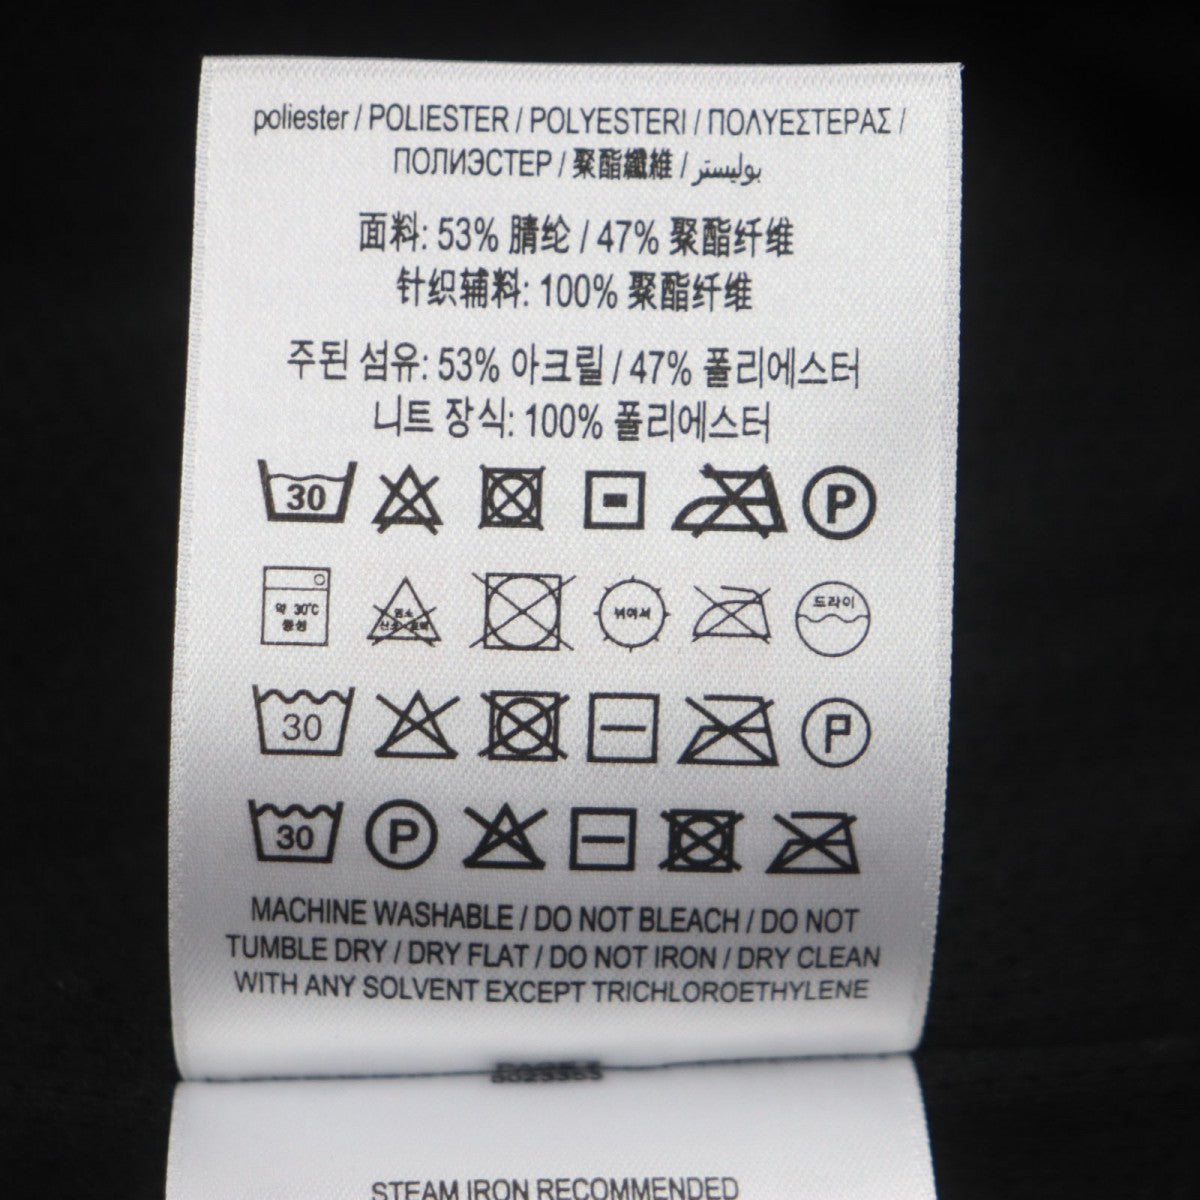 poliester / POLIESTER / POLYESTERI / ΠΟΛΥΕΣΤΕΡΑΣ /
ПОЛИЭСТЕР / 聚酯纖維 / بوليستر
面料: 53% 腈纶 / 47% 聚酯纤维
针织辅料: 100% 聚酯纤维
주된 섬유: 53% 아크릴 / 47% 폴리에스터
니트 장식: 100% 폴리에스터
30 P
약 30℃ 중성 염소 뉘어서 드라이
30 P
30 P
MACHINE WASHABLE / DO NOT BLEACH / DO NOT
TUMBLE DRY / DRY FLAT / DO NOT IRON / DRY CLEAN
WITH ANY SOLVENT EXCEPT TRICHLOROETHYLENE
STEAM IRON RECOMMENDED